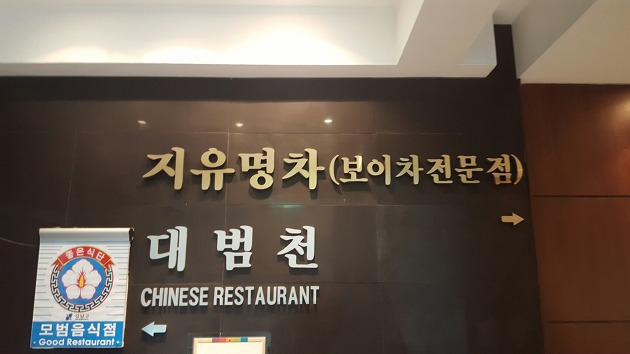 지유명차(보이차전문점)
대범천
CHINESE RESTAURANT
좋은식단
모범음식점
· Good Restaurant ·